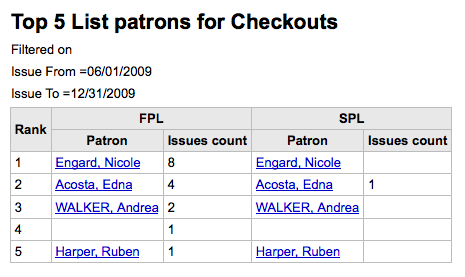 Top 5 List patrons for Checkouts
Filtered on
Issue From =06/01/2009
Issue To =12/31/2009
Rank FPL SPL
Patron Issues count Patron Issues count
1 Engard, Nicole 8 Engard, Nicole
2 Acosta, Edna 4 Acosta, Edna 1
3 WALKER, Andrea 2 WALKER, Andrea
4 1
5 Harper, Ruben 1 Harper, Ruben